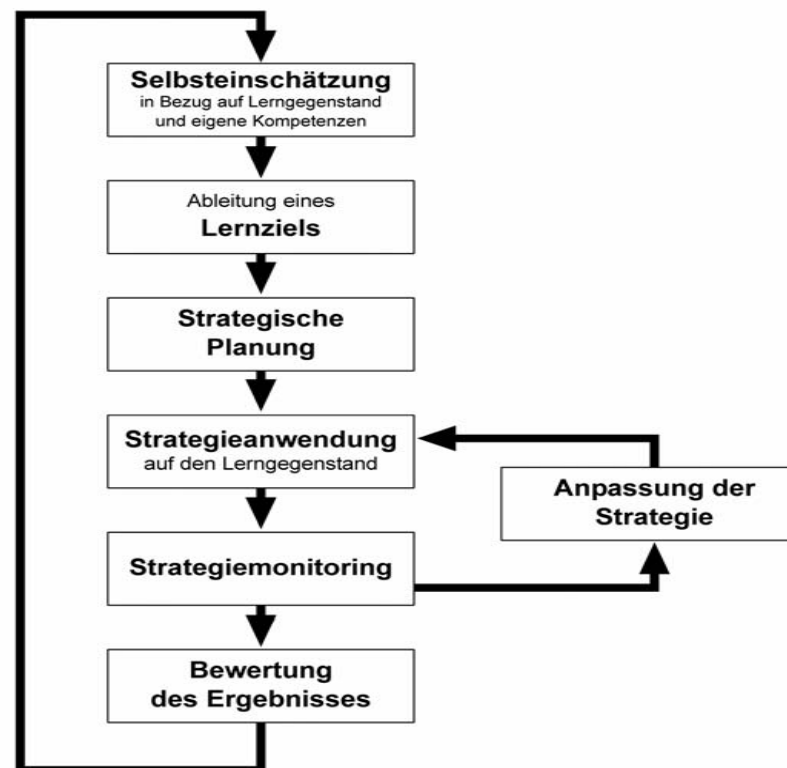 Selbsteinschätzung
in Bezug auf Lerngegenstand
und eigene Kompetenzen
Ableitung eines
Lernziels
Strategische
Planung
Strategieanwendung
auf den Lerngegenstand
Anpassung der
Strategie
Strategiemonitoring
Bewertung
des Ergebnisses